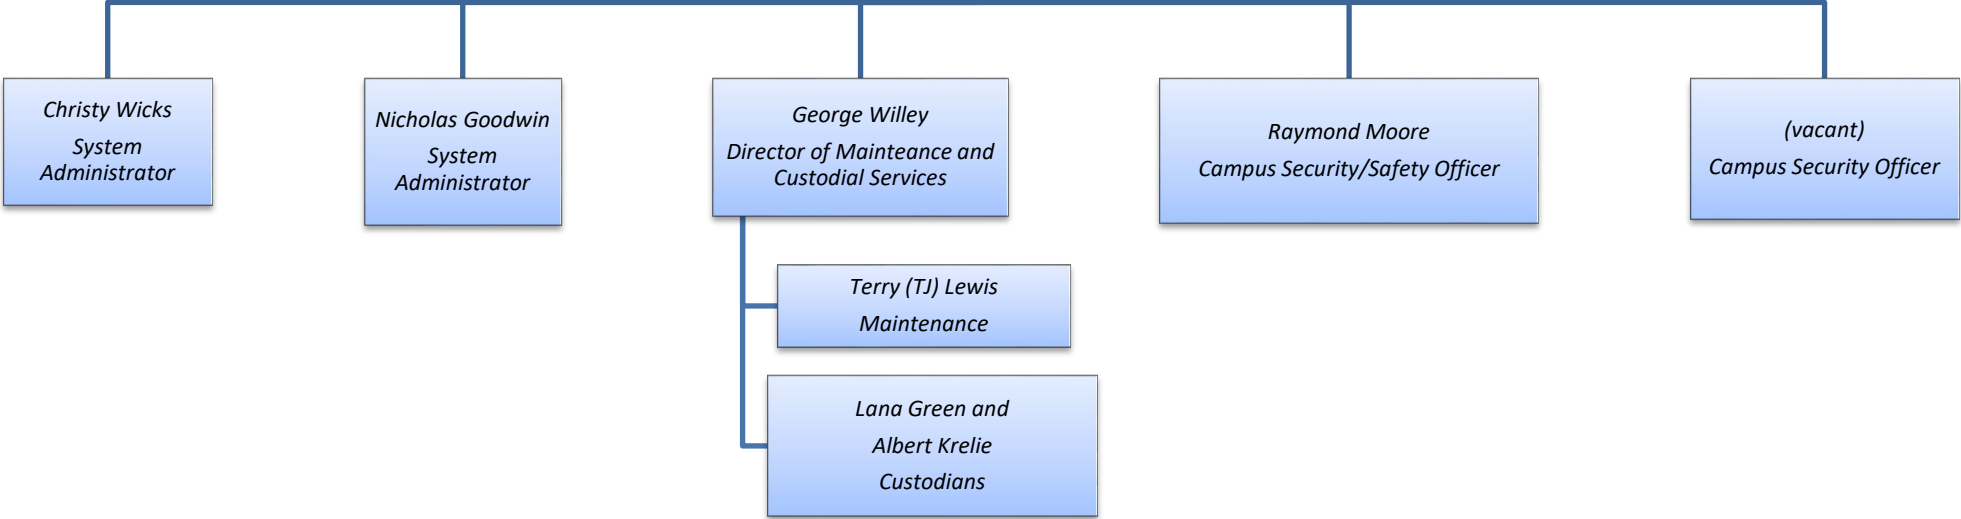 Christy Wicks
System
Administrator
Nicholas Goodwin
System
Administrator
George Willey
Director of Mainteance and
Custodial Services
Raymond Moore
Campus Security/Safety Officer
(vacant)
Campus Security Officer
Terry (TJ) Lewis
Maintenance
Lana Green and
Albert Krelie
Custodians